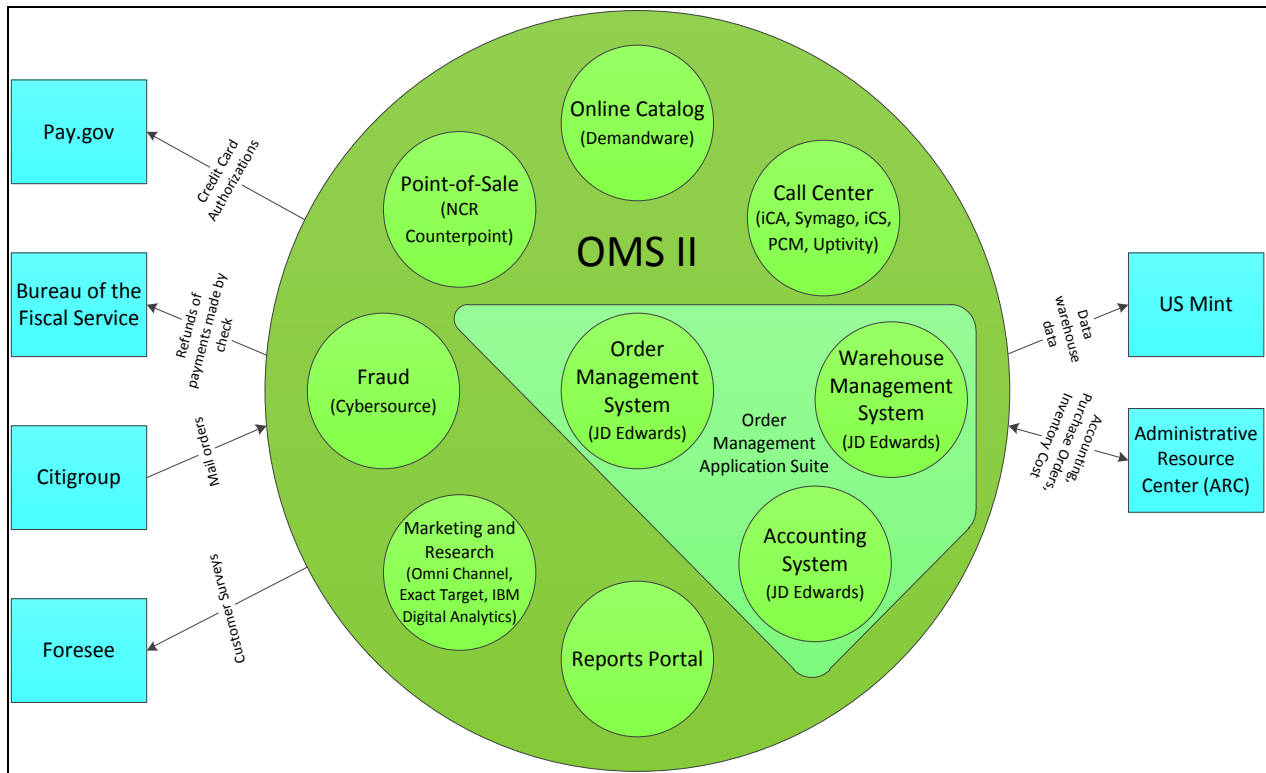 Pay.gov
Credit Card
Authorizations
Bureau of the
Fiscal Service
Refunds of
payments made by
check
Citigroup
Mail orders
Foresee
Customer Surveys
Online Catalog
(Demandware)
Point-of-Sale
(NCR
Counterpoint)
Call Center
(iCA, Symago, iCS,
PCM, Uptivity)
OMS II
Fraud
(Cybersource)
Order
Management
System
(JD Edwards)
Warehouse
Management
System
(JD Edwards)
Order
Management
Application Suite
Accounting
System
(JD Edwards)
Marketing and
Research
(Omni Channel,
Exact Target, IBM
Digital Analytics)
Reports Portal
Data
warehouse
data
US Mint
Accounting,
Purchase Orders,
Inventory Cost
Administrative
Resource
Center (ARC)